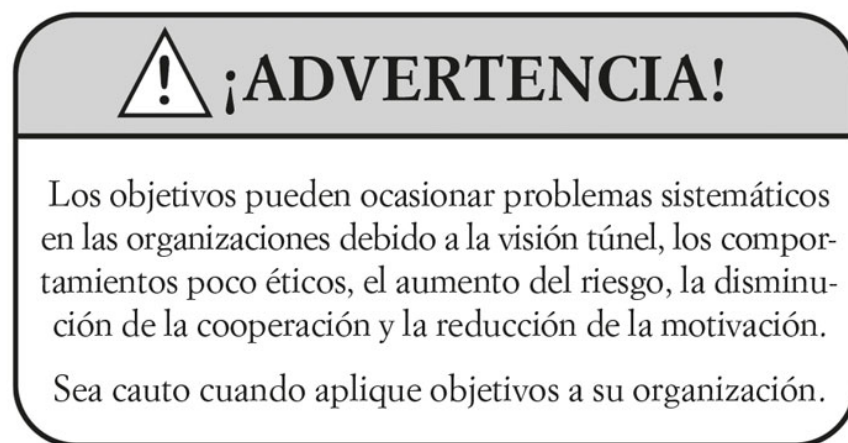 ¡ADVERTENCIA!
Los objetivos pueden ocasionar problemas sistemáticos
en las organizaciones debido a la visión túnel, los compor-
tamientos poco éticos, el aumento del riesgo, la disminu-
ción de la cooperación y la reducción de la motivación.
Sea cauto cuando aplique objetivos a su organización.